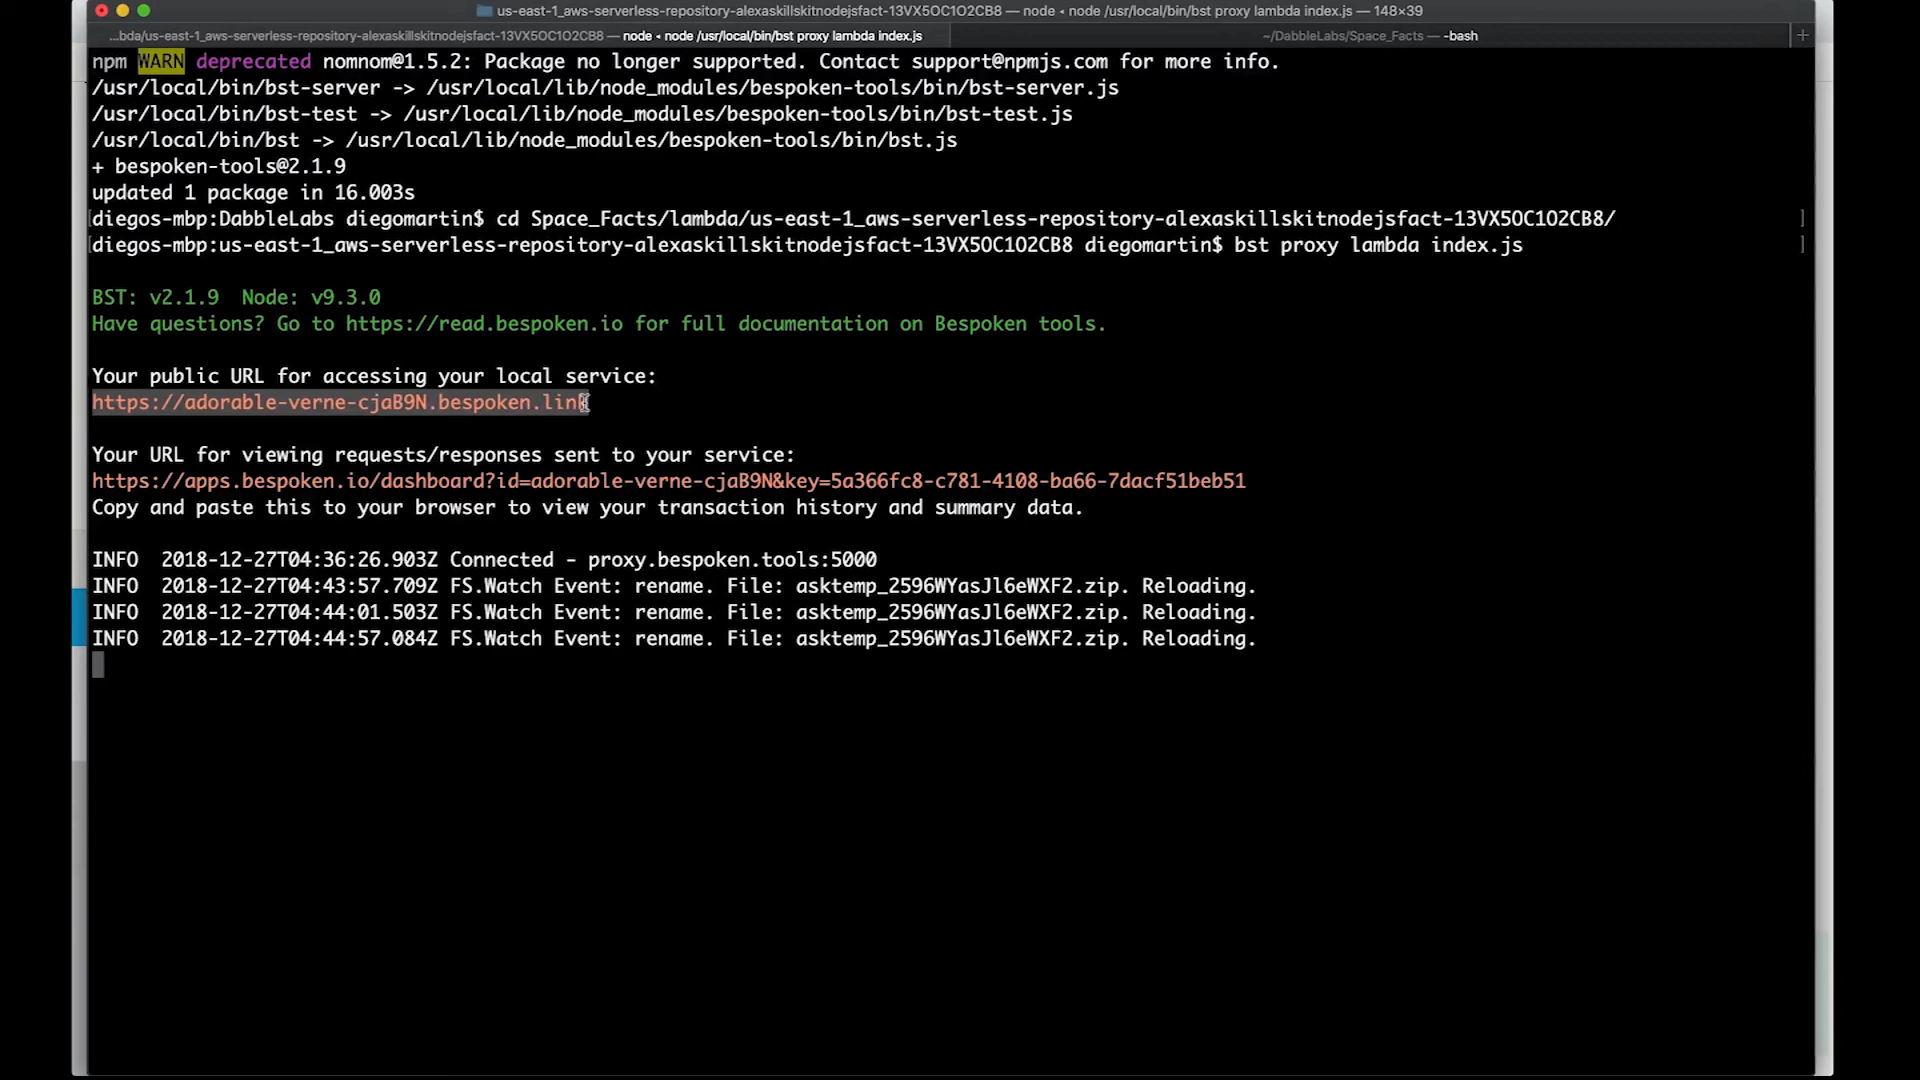 us-east-1_aws-serverless-repository-alexaskillskitnodejsfact-13VX5OC1O2CB8 — node ◂ node /usr/local/bin/bst proxy lambda index.js — 148×39
...bda/us-east-1_aws-serverless-repository-alexaskillskitnodejsfact-13VX5OC1O2CB8 — node ◂ node /usr/local/bin/bst proxy lambda index.js
~/DabbleLabs/Space_Facts — -bash
+
npm WARN deprecated nomnom@1.5.2: Package no longer supported. Contact support@npmjs.com for more info.
/usr/local/bin/bst-server -> /usr/local/lib/node_modules/bespoken-tools/bin/bst-server.js
/usr/local/bin/bst-test -> /usr/local/lib/node_modules/bespoken-tools/bin/bst-test.js
/usr/local/bin/bst -> /usr/local/lib/node_modules/bespoken-tools/bin/bst.js
+ bespoken-tools@2.1.9
updated 1 package in 16.003s
[diegos-mbp:DabbleLabs diegomartin$ cd Space_Facts/lambda/us-east-1_aws-serverless-repository-alexaskillskitnodejsfact-13VX5OC1O2CB8/ ]
[diegos-mbp:us-east-1_aws-serverless-repository-alexaskillskitnodejsfact-13VX5OC1O2CB8 diegomartin$ bst proxy lambda index.js ]
BST: v2.1.9  Node: v9.3.0
Have questions? Go to https://read.bespoken.io for full documentation on Bespoken tools.
Your public URL for accessing your local service:
https://adorable-verne-cjaB9N.bespoken.link
Your URL for viewing requests/responses sent to your service:
https://apps.bespoken.io/dashboard?id=adorable-verne-cjaB9N&key=5a366fc8-c781-4108-ba66-7dacf51beb51
Copy and paste this to your browser to view your transaction history and summary data.
INFO  2018-12-27T04:36:26.903Z Connected - proxy.bespoken.tools:5000
INFO  2018-12-27T04:43:57.709Z FS.Watch Event: rename. File: asktemp_2596WYasJl6eWXF2.zip. Reloading.
INFO  2018-12-27T04:44:01.503Z FS.Watch Event: rename. File: asktemp_2596WYasJl6eWXF2.zip. Reloading.
INFO  2018-12-27T04:44:57.084Z FS.Watch Event: rename. File: asktemp_2596WYasJl6eWXF2.zip. Reloading.